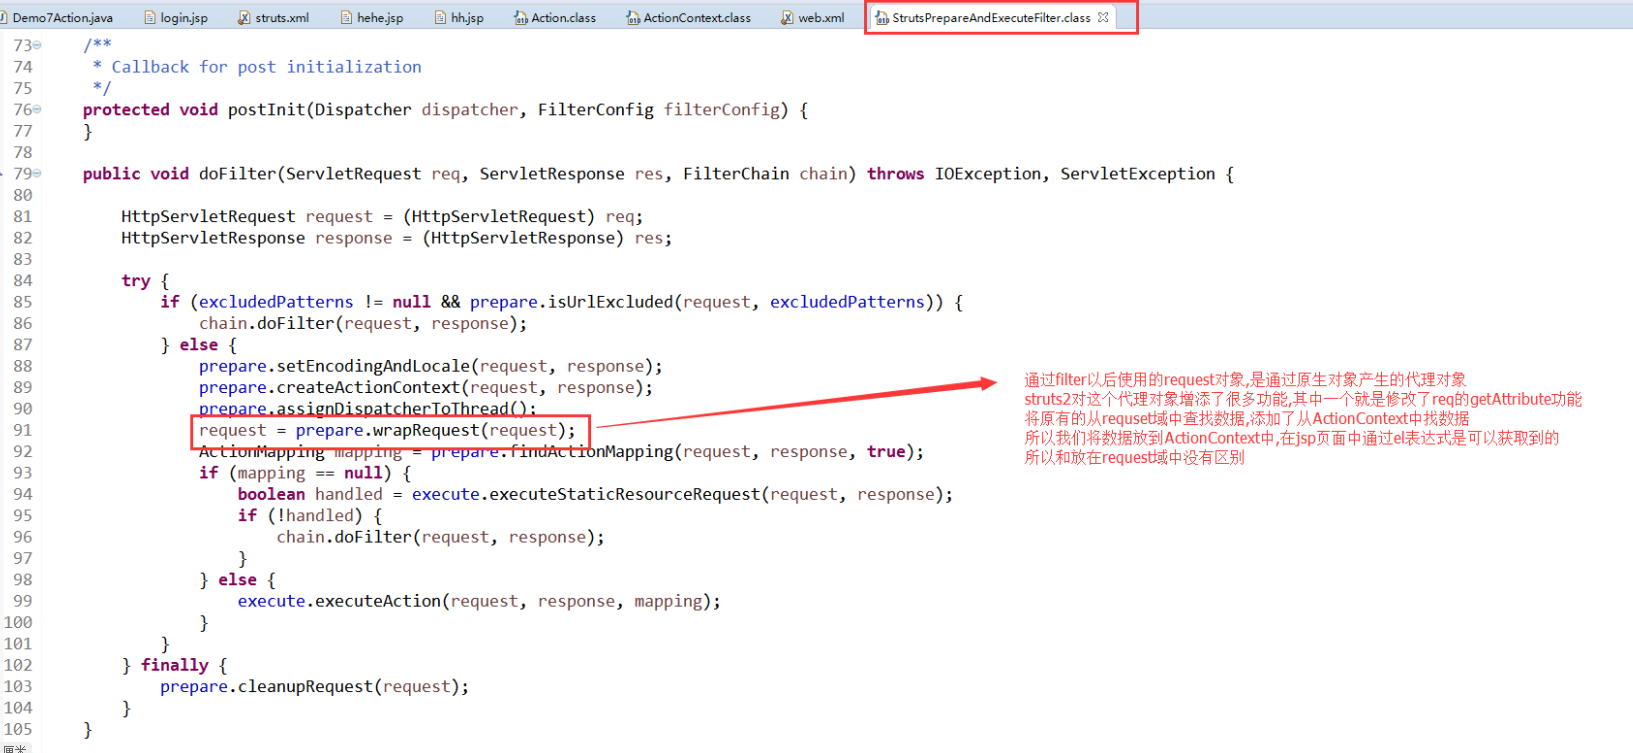 Demo7Action.java login.jsp struts.xml hehe.jsp hh.jsp Action.class ActionContext.class web.xml StrutsPrepareAndExecuteFilter.class
73 /**
74 * Callback for post initialization
75 */
76 protected void postInit(Dispatcher dispatcher, FilterConfig filterConfig) {
77 }
78
79 public void doFilter(ServletRequest req, ServletResponse res, FilterChain chain) throws IOException, ServletException {
80
81 HttpServletRequest request = (HttpServletRequest) req;
82 HttpServletResponse response = (HttpServletResponse) res;
83
84 try {
85 if (excludedPatterns != null && prepare.isUrlExcluded(request, excludedPatterns)) {
86 chain.doFilter(request, response);
87 } else {
88 prepare.setEncodingAndLocale(request, response);
89 prepare.createActionContext(request, response);
90 prepare.assignDispatcherToThread();
91 request = prepare.wrapRequest(request);
92 ActionMapping mapping = prepare.findActionMapping(request, response, true);
93 if (mapping == null) {
94 boolean handled = execute.executeStaticResourceRequest(request, response);
95 if (!handled) {
96 chain.doFilter(request, response);
97 }
98 } else {
99 execute.executeAction(request, response, mapping);
100 }
101 }
102 } finally {
103 prepare.cleanupRequest(request);
104 }
105 }
通过filter以后使用的request对象,是通过原生对象产生的代理对象
struts2对这个代理对象增添了很多功能,其中一个就是修改了req的getAttribute功能
将原有的从requset域中查找数据,添加了从ActionContext中找数据
所以我们将数据放到ActionContext中,在jsp页面中通过el表达式是可以获取到的
所以和放在request域中没有区别
厘米